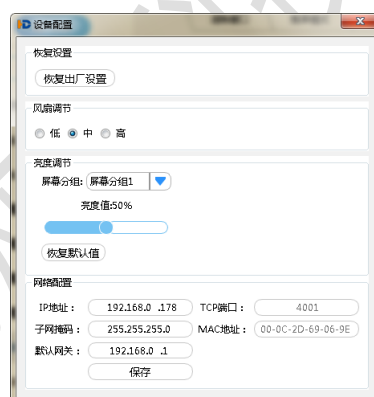 设备配置
恢复设置
恢复出厂设置
风扇调节
低 中 高
亮度调节
屏幕分组: 屏幕分组1
亮度值:50%
恢复默认值
网络配置
IP地址： 192.168.0 .178 TCP端口： 4001
子网掩码： 255.255.255.0 MAC地址： 00-0C-2D-69-06-9E
默认网关： 192.168.0 .1
保存